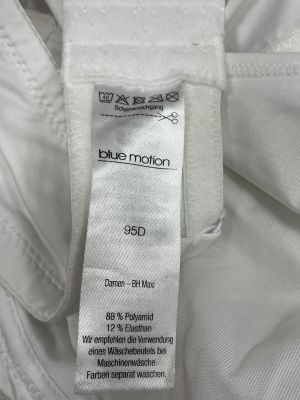 40
Schonwaschgang
blue motion
95D
Damen – BH Maxi
88 % Polyamid
12 % Elasthan
Wir empfehlen die Verwendung
eines Wäschebeutels bei
Maschinenwäsche.
Farben separat waschen.